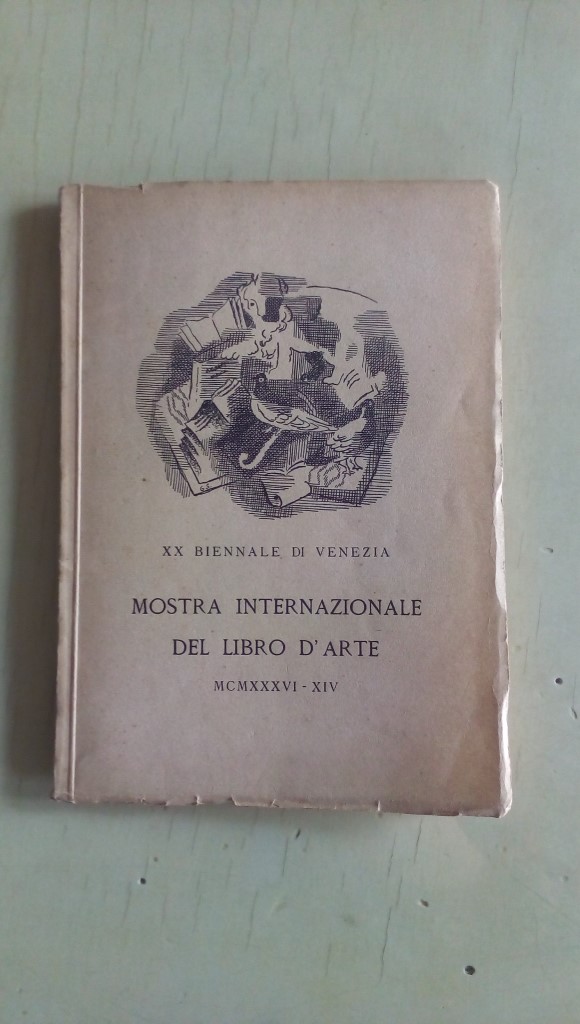 XX BIENNALE DI VENEZIA
MOSTRA INTERNAZIONALE
DEL LIBRO D'ARTE
MCMXXXVI - XIV